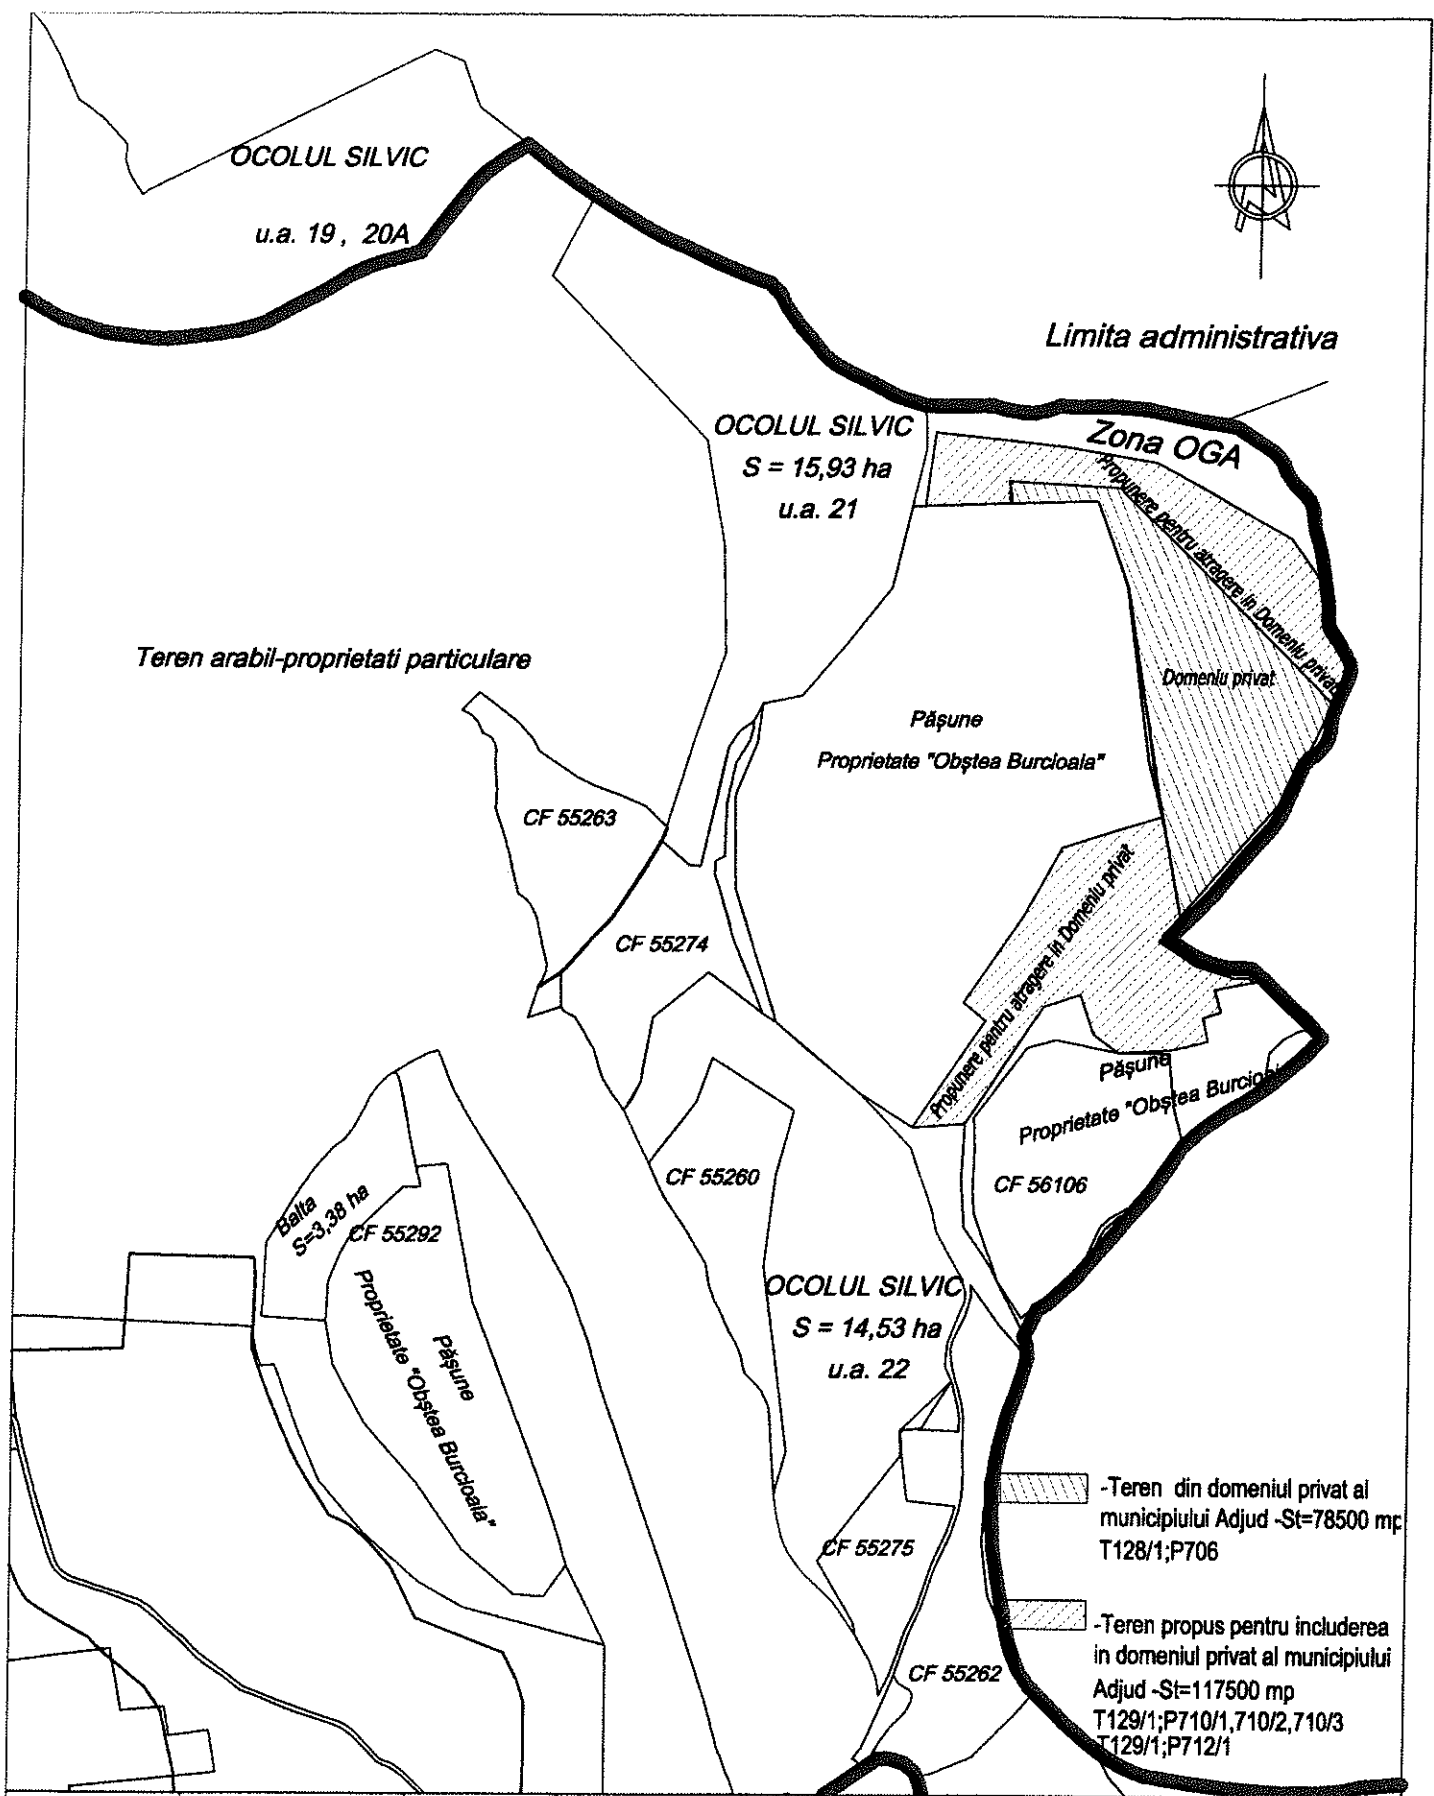 OCOLUL SILVIC
u.a. 19 , 20A
Limita administrativa
OCOLUL SILVIC
S = 15,93 ha
u.a. 21
Zona OGA
Propunere pentru atragere in Domeniu privat
Teren arabil-proprietati particulare
Domeniu privat
Pășune
Proprietate "Obștea Burcioaia"
CF 55263
Propunere pentru atragere in Domeniu privat
CF 55274
Pășune
Proprietate "Obștea
CF 55260
CF 56106
Balta
S=3,38 ha
CF 55292
Pășune
Proprietate "Obștea Burcioaia"
OCOLUL SILVIC
S = 14,53 ha
u.a. 22
CF 55275
CF 55262
-Teren din domeniul privat al
municipiului Adjud -St=78500 mp
T128/1;P706
-Teren propus pentru includerea
in domeniul privat al municipiului
Adjud -St=117500 mp
T129/1;P710/1,710/2,710/3
T129/1;P712/1